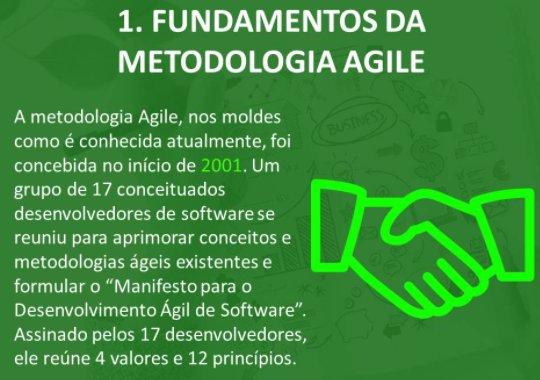 1. FUNDAMENTOS DA
METODOLOGIA AGILE
A metodologia Agile, nos moldes
como é conhecida atualmente, foi
concebida no início de 2001. Um
grupo de 17 conceituados
desenvolvedores de software se
reuniu para aprimorar conceitos e
metodologias ágeis existentes e
formular o “Manifesto para o
Desenvolvimento Ágil de Software”.
Assinado pelos 17 desenvolvedores,
ele reúne 4 valores e 12 princípios.
BUSINESS